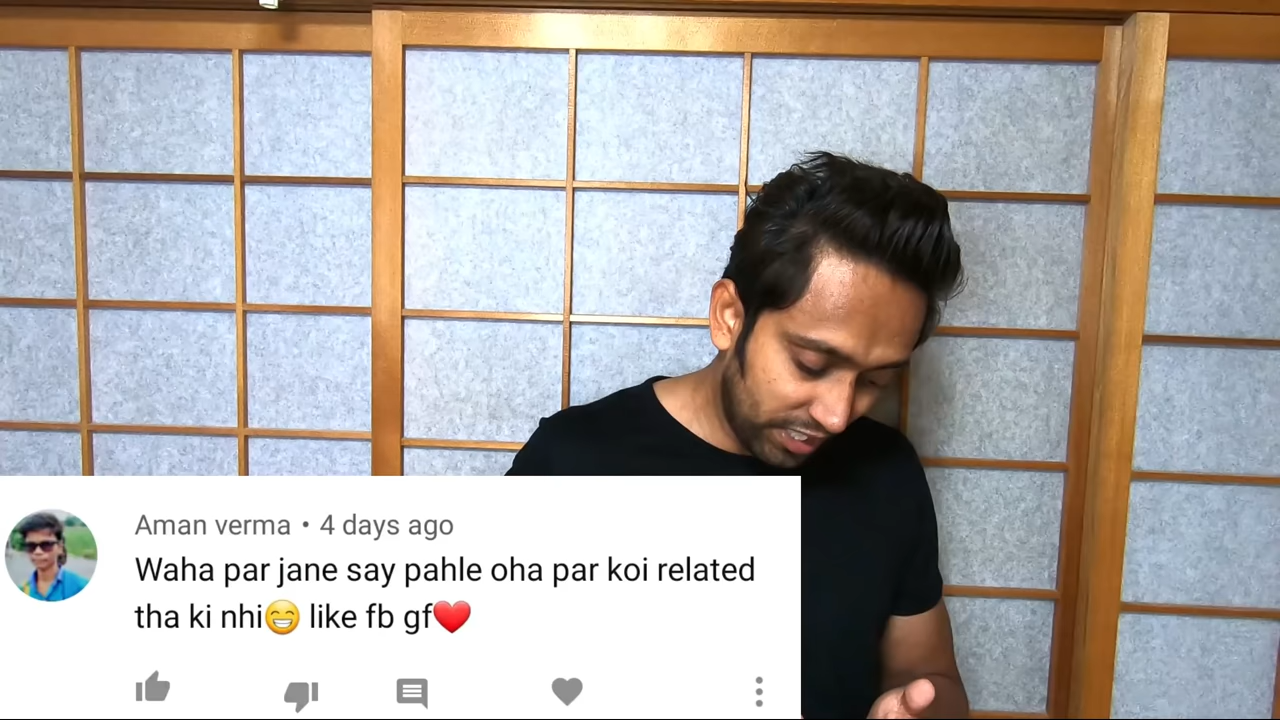 Aman verma • 4 days ago
Waha par jane say pahle oha par koi related
tha ki nhi😁 like fb gf❤️